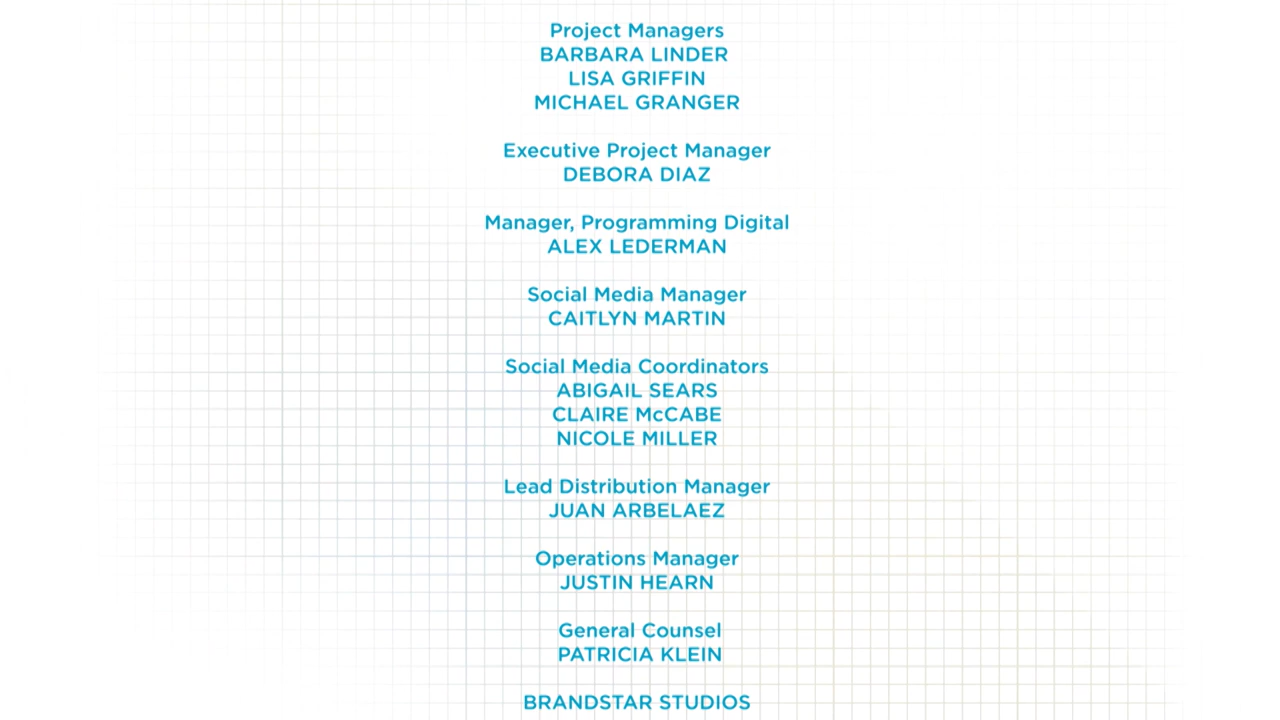 Project Managers
BARBARA LINDER
LISA GRIFFIN
MICHAEL GRANGER
Executive Project Manager
DEBORA DIAZ
Manager, Programming Digital
ALEX LEDERMAN
Social Media Manager
CAITLYN MARTIN
Social Media Coordinators
ABIGAIL SEARS
CLAIRE McCABE
NICOLE MILLER
Lead Distribution Manager
JUAN ARBELAEZ
Operations Manager
JUSTIN HEARN
General Counsel
PATRICIA KLEIN
BRANDSTAR STUDIOS